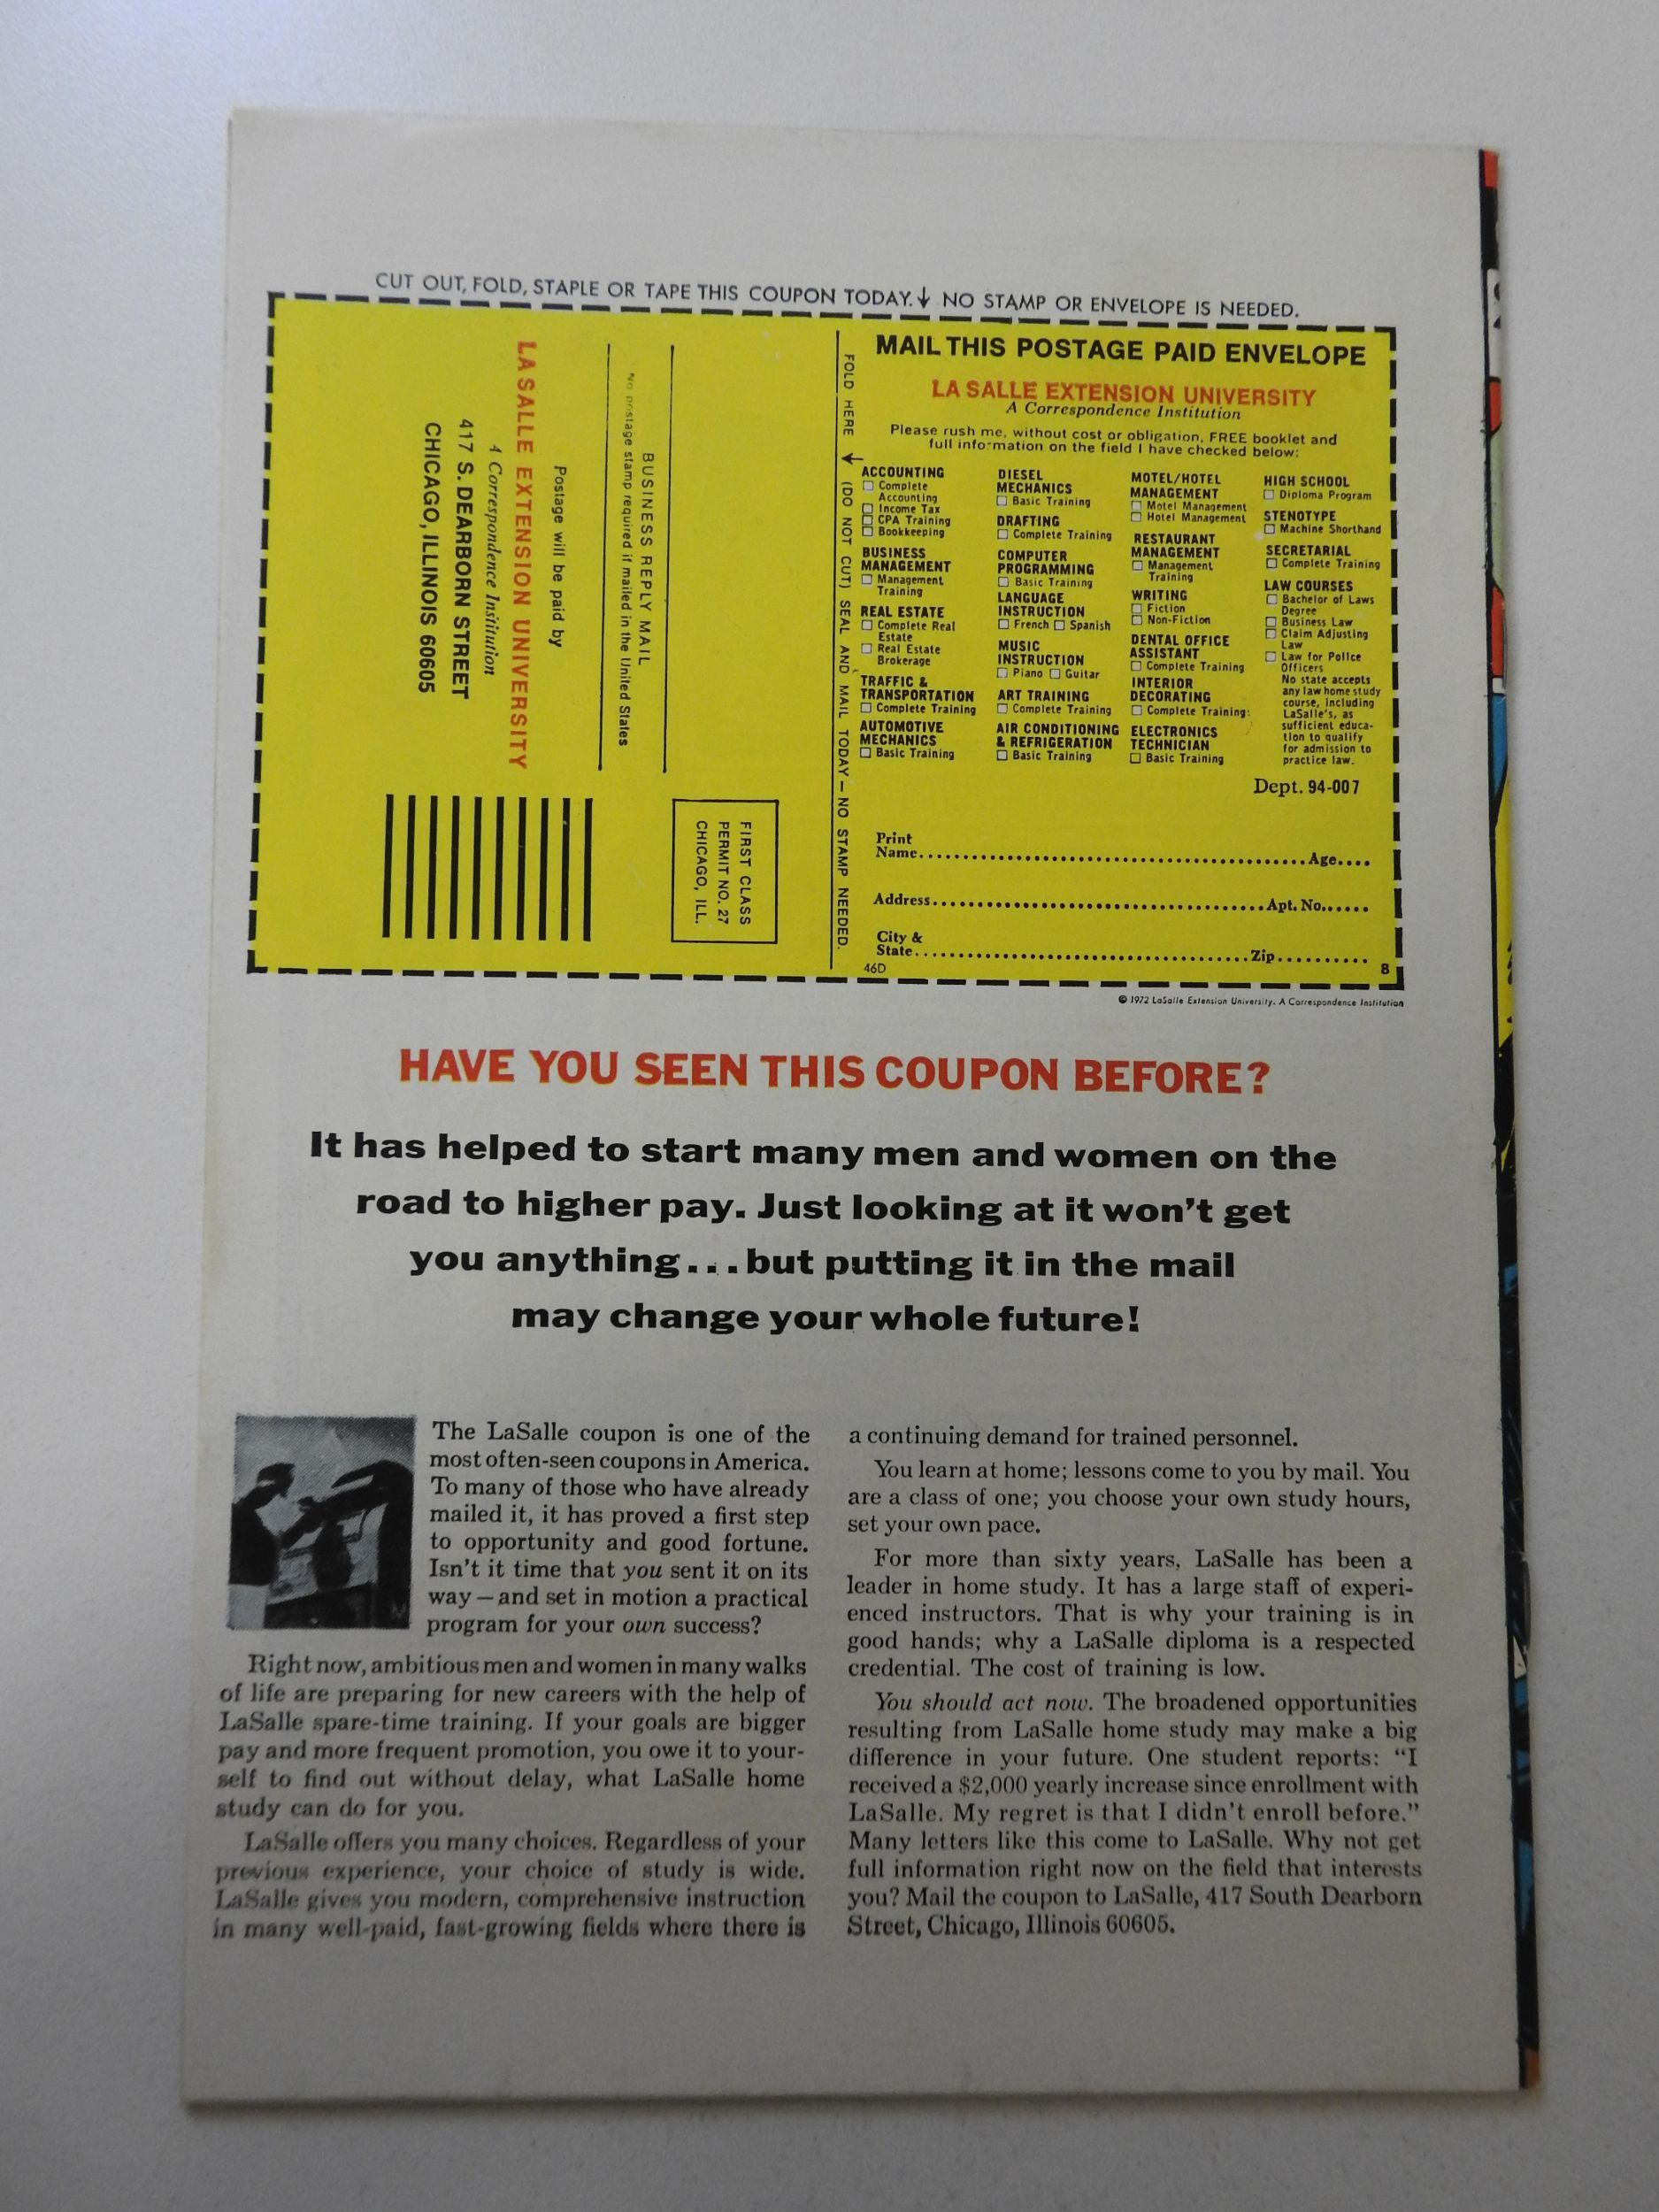 CUT OUT, FOLD, STAPLE OR TAPE THIS COUPON TODAY.↓ NO STAMP OR ENVELOPE IS NEEDED.
BUSINESS REPLY MAIL
No postage stamp required if mailed in the United States
Postage will be paid by
LA SALLE EXTENSION UNIVERSITY
A Correspondence Institution
417 S. DEARBORN STREET
CHICAGO, ILLINOIS 60605
FIRST CLASS
PERMIT NO. 27
CHICAGO, ILL.
FOLD HERE → (DO NOT CUT) SEAL AND MAIL TODAY — NO STAMP NEEDED.
MAIL THIS POSTAGE PAID ENVELOPE
LA SALLE EXTENSION UNIVERSITY
A Correspondence Institution
Please rush me, without cost or obligation, FREE booklet and
full information on the field I have checked below:
ACCOUNTING
☐ Complete
Accounting
☐ Income Tax
☐ CPA Training
☐ Bookkeeping
BUSINESS
MANAGEMENT
☐ Management
Training
REAL ESTATE
☐ Complete Real
Estate
☐ Real Estate
Brokerage
TRAFFIC &
TRANSPORTATION
☐ Complete Training
AUTOMOTIVE
MECHANICS
☐ Basic Training
DIESEL
MECHANICS
☐ Basic Training
DRAFTING
☐ Complete Training
COMPUTER
PROGRAMMING
☐ Basic Training
LANGUAGE
INSTRUCTION
☐ French ☐ Spanish
MUSIC
INSTRUCTION
☐ Piano ☐ Guitar
ART TRAINING
☐ Complete Training
AIR CONDITIONING
& REFRIGERATION
☐ Basic Training
MOTEL/HOTEL
MANAGEMENT
☐ Motel Management
☐ Hotel Management
RESTAURANT
MANAGEMENT
☐ Management
Training
WRITING
☐ Fiction
☐ Non-Fiction
DENTAL OFFICE
ASSISTANT
☐ Complete Training
INTERIOR
DECORATING
☐ Complete Training
ELECTRONICS
TECHNICIAN
☐ Basic Training
HIGH SCHOOL
☐ Diploma Program
STENOTYPE
☐ Machine Shorthand
SECRETARIAL
☐ Complete Training
LAW COURSES
☐ Bachelor of Laws
Degree
☐ Business Law
☐ Claim Adjusting
Law
☐ Law for Police
Officers
No state accepts
any law home study
course, including
LaSalle's, as
sufficient educa-
tion to qualify
for admission to
practice law.
Dept. 94-007
Print
Name........Age....
Address........Apt. No......
City &
State........Zip..........
46D 8
© 1972 LaSalle Extension University. A Correspondence Institution
HAVE YOU SEEN THIS COUPON BEFORE?
It has helped to start many men and women on the
road to higher pay. Just looking at it won't get
you anything...but putting it in the mail
may change your whole future!
The LaSalle coupon is one of the
most often-seen coupons in America.
To many of those who have already
mailed it, it has proved a first step
to opportunity and good fortune.
Isn't it time that you sent it on its
way — and set in motion a practical
program for your own success?
Right now, ambitious men and women in many walks
of life are preparing for new careers with the help of
LaSalle spare-time training. If your goals are bigger
pay and more frequent promotion, you owe it to your-
self to find out without delay, what LaSalle home
study can do for you.
LaSalle offers you many choices. Regardless of your
previous experience, your choice of study is wide.
LaSalle gives you modern, comprehensive instruction
in many well-paid, fast-growing fields where there is
a continuing demand for trained personnel.
You learn at home; lessons come to you by mail. You
are a class of one; you choose your own study hours,
set your own pace.
For more than sixty years, LaSalle has been a
leader in home study. It has a large staff of experi-
enced instructors. That is why your training is in
good hands; why a LaSalle diploma is a respected
credential. The cost of training is low.
You should act now. The broadened opportunities
resulting from LaSalle home study may make a big
difference in your future. One student reports: "I
received a $2,000 yearly increase since enrollment with
LaSalle. My regret is that I didn't enroll before."
Many letters like this come to LaSalle. Why not get
full information right now on the field that interests
you? Mail the coupon to LaSalle, 417 South Dearborn
Street, Chicago, Illinois 60605.